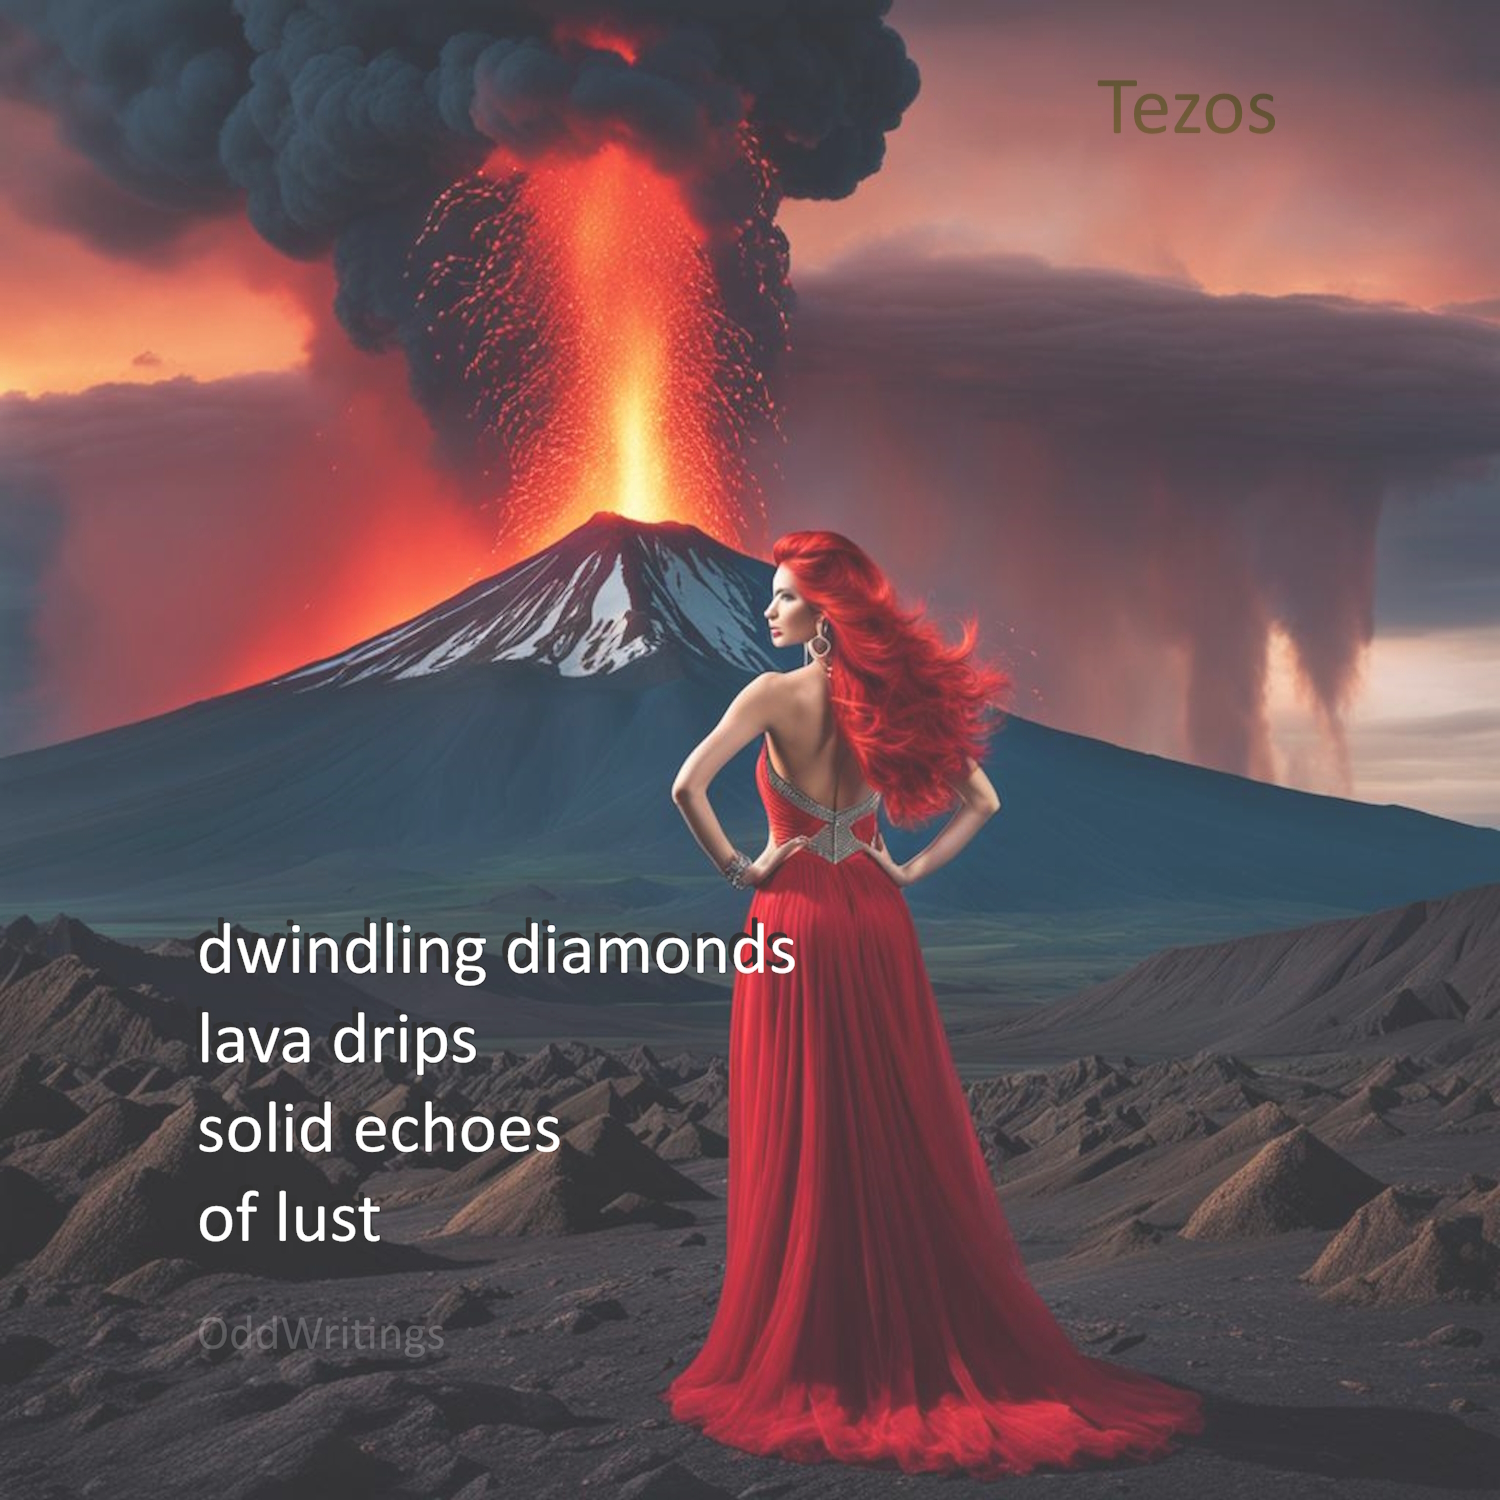 Tezos
dwindling diamonds
lava drips
solid echoes
of lust
OddWritings